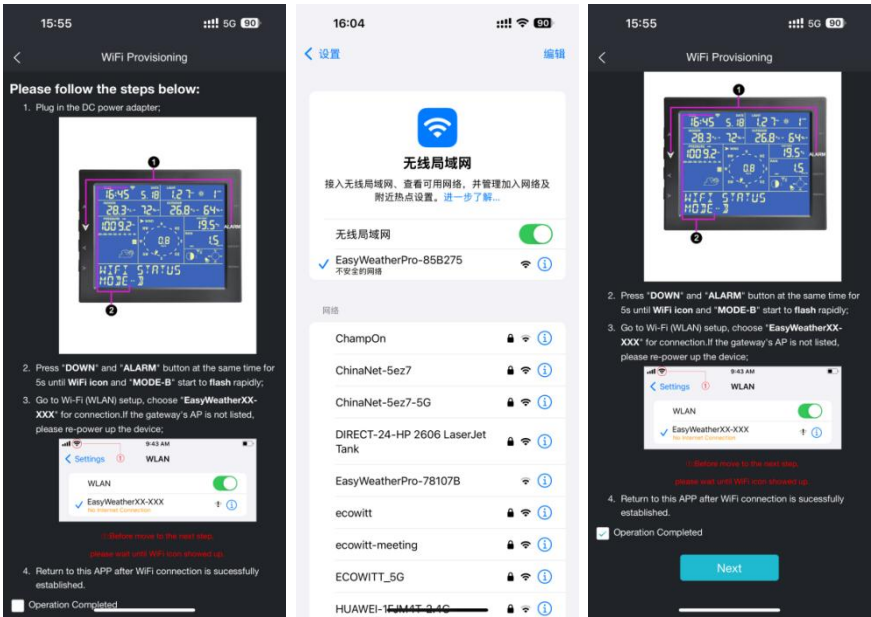 15:55
5G 90
WiFi Provisioning
Please follow the steps below:
1. Plug in the DC power adapter;
1
16:45 5.18
28.3 72 26.8 64
1009.2 19.5
ALARM
0.8 1.5
WIFI STATUS
MODE-B
2
2. Press "DOWN" and "ALARM" button at the same time for
5s until WiFi icon and "MODE-B" start to flash rapidly;
3. Go to Wi-Fi (WLAN) setup, choose "EasyWeatherXX-
XXX" for connection.If the gateway's AP is not listed,
please re-power up the device;
9:43 AM
Settings ① WLAN
WLAN
EasyWeatherXX-XXX
No Internet Connection
①Before move to the next step,
please wait until WiFi icon showed up.
4. Return to this APP after WiFi connection is sucessfully
established.
Operation Completed
16:04
90
设置 编辑
无线局域网
接入无线局域网、查看可用网络，并管理加入网络及
附近热点设置。进一步了解...
无线局域网
EasyWeatherPro-85B275
不安全的网络
网络
ChampOn
ChinaNet-5ez7
ChinaNet-5ez7-5G
DIRECT-24-HP 2606 LaserJet
Tank
EasyWeatherPro-78107B
ecowitt
ecowitt-meeting
ECOWITT_5G
HUAWEI-1FJM4T-2.4G
15:55
5G 90
WiFi Provisioning
1
16:45 5.18
28.3 72 26.8 64
1009.2 19.5
ALARM
0.8 1.5
WIFI STATUS
MODE-B
2
2. Press "DOWN" and "ALARM" button at the same time for
5s until WiFi icon and "MODE-B" start to flash rapidly;
3. Go to Wi-Fi (WLAN) setup, choose "EasyWeatherXX-
XXX" for connection.If the gateway's AP is not listed,
please re-power up the device;
9:43 AM
Settings ① WLAN
WLAN
EasyWeatherXX-XXX
No Internet Connection
①Before move to the next step,
please wait until WiFi icon showed up.
4. Return to this APP after WiFi connection is sucessfully
established.
Operation Completed
Next